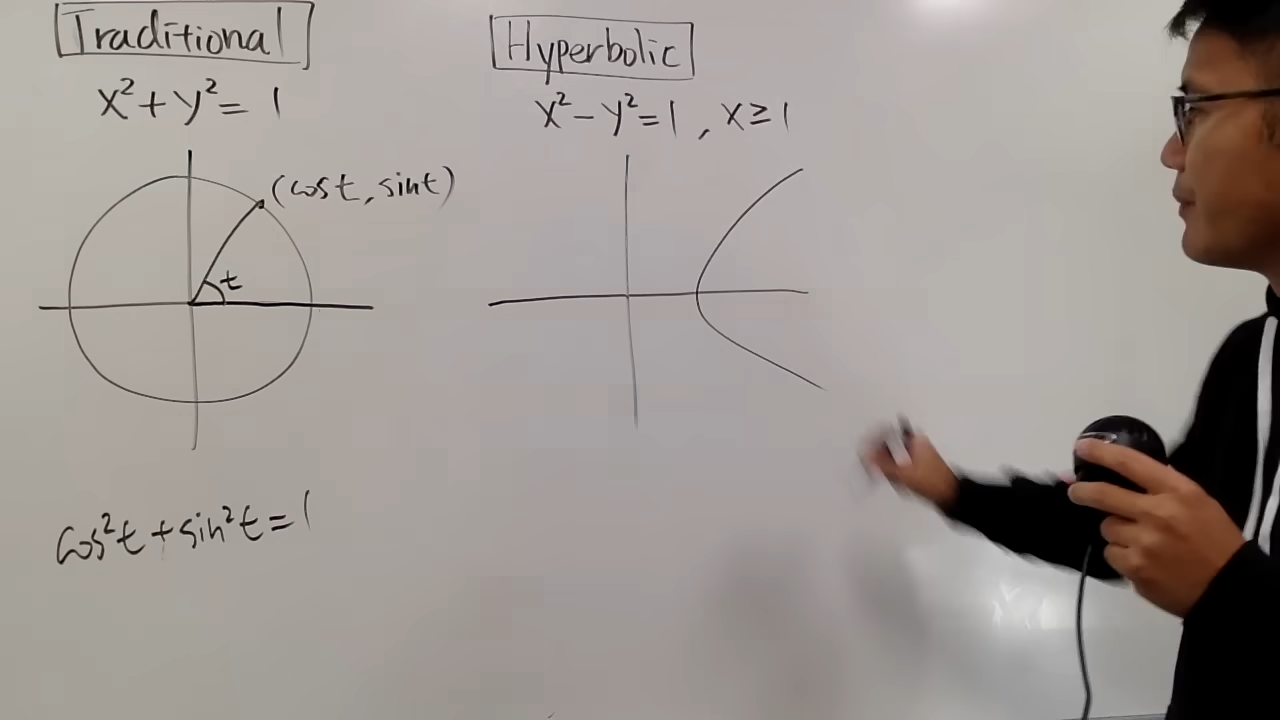 Traditional
x² + y² = 1
(cos t, sin t)
t
cos²t + sin²t = 1
Hyperbolic
x² - y² = 1, x ≥ 1